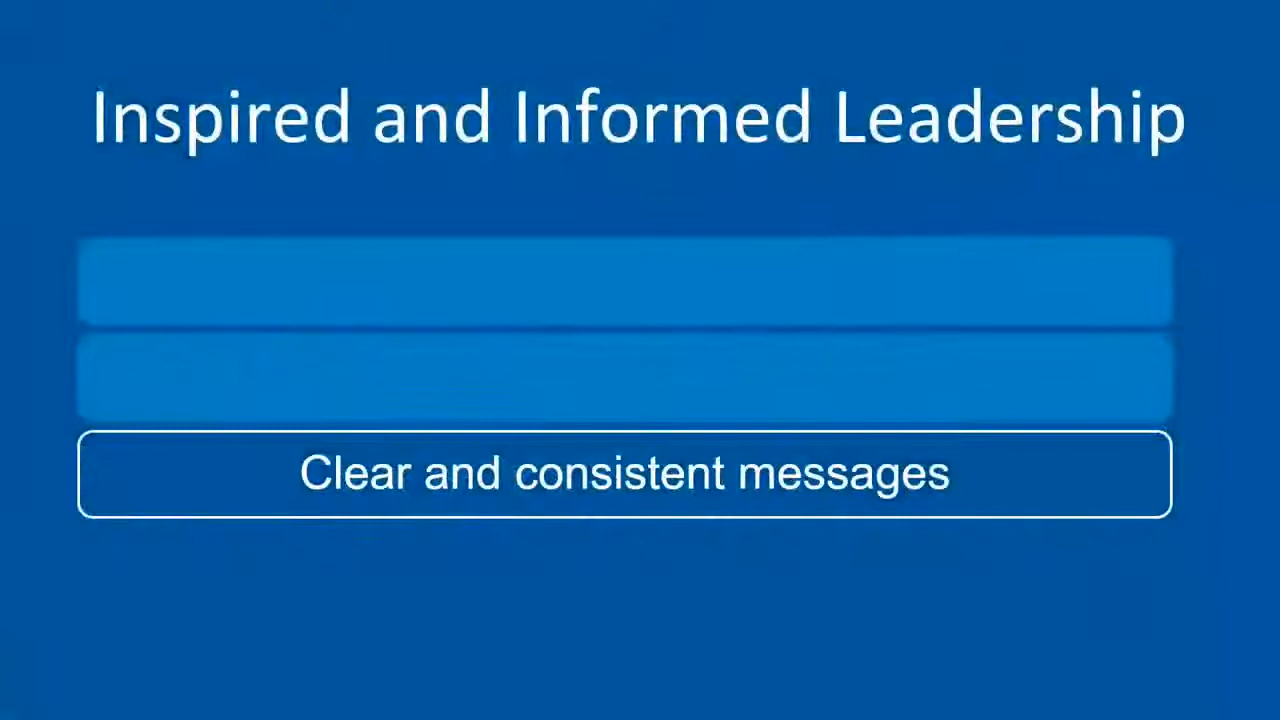 Inspired and Informed Leadership
Clear and consistent messages